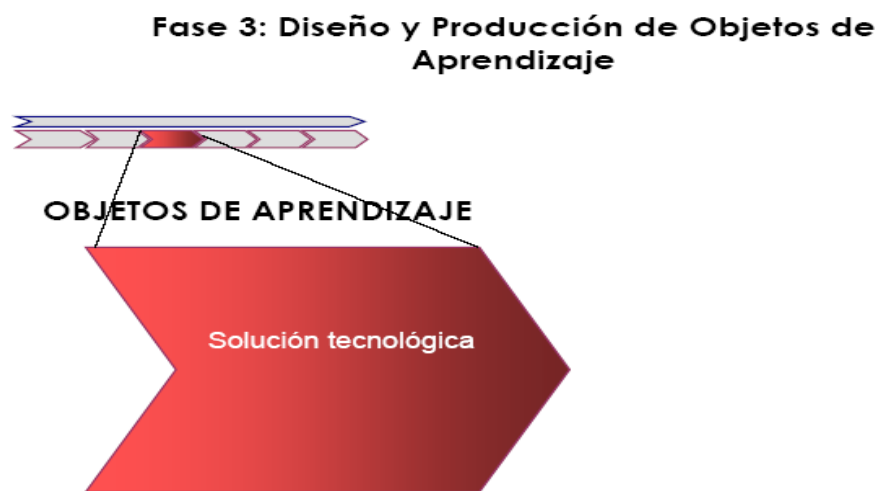 Fase 3: Diseño y Producción de Objetos de
Aprendizaje
OBJETOS DE APRENDIZAJE
Solución tecnológica